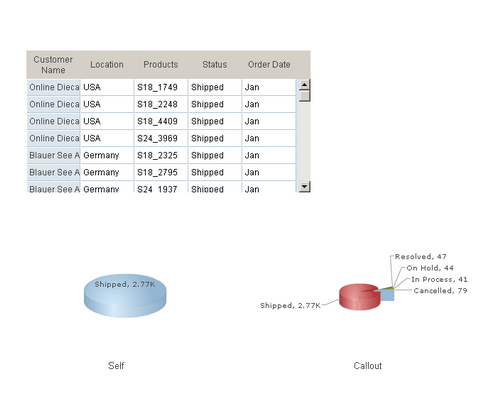 Customer Name Location Products Status Order Date
Online Dieca USA S18_1749 Shipped Jan
Online Dieca USA S18_2248 Shipped Jan
Online Dieca USA S18_4409 Shipped Jan
Online Dieca USA S24_3969 Shipped Jan
Blauer See A Germany S18_2325 Shipped Jan
Blauer See A Germany S18_2795 Shipped Jan
Blauer See A Germany S24_1937 Shipped Jan
Shipped, 2.77K
Resolved, 47
On Hold, 44
In Process, 41
Cancelled, 79
Shipped, 2.77K
Self
Callout